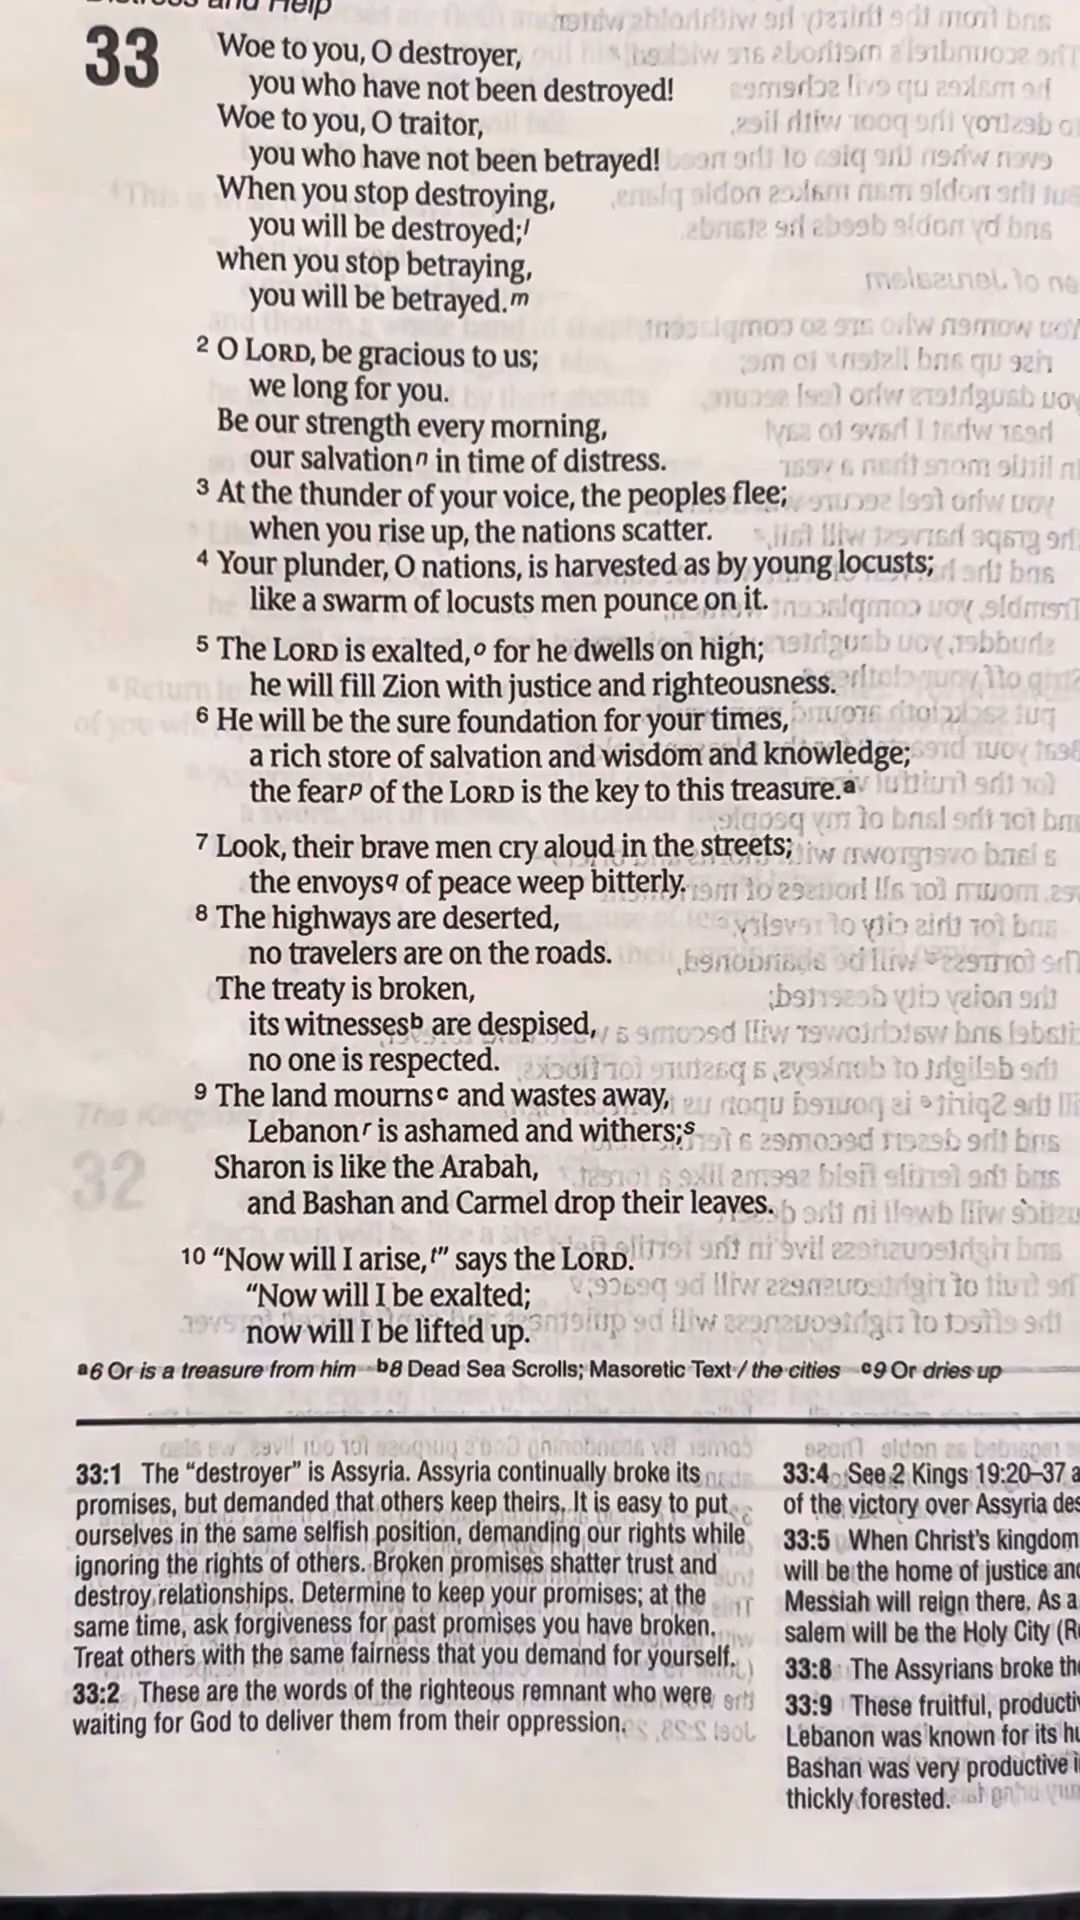 and Help
33
Woe to you, O destroyer,
you who have not been destroyed!
Woe to you, O traitor,
you who have not been betrayed!
When you stop destroying,
you will be destroyed;l
when you stop betraying,
you will be betrayed.m
2 O LORD, be gracious to us;
we long for you.
Be our strength every morning,
our salvationn in time of distress.
3 At the thunder of your voice, the peoples flee;
when you rise up, the nations scatter.
4 Your plunder, O nations, is harvested as by young locusts;
like a swarm of locusts men pounce on it.
5 The LORD is exalted,o for he dwells on high;
he will fill Zion with justice and righteousness.
6 He will be the sure foundation for your times,
a rich store of salvation and wisdom and knowledge;
the fearp of the LORD is the key to this treasure.a
7 Look, their brave men cry aloud in the streets;
the envoysq of peace weep bitterly.
8 The highways are deserted,
no travelers are on the roads.
The treaty is broken,
its witnessesb are despised,
no one is respected.
9 The land mournsc and wastes away,
Lebanonr is ashamed and withers;s
Sharon is like the Arabah,
and Bashan and Carmel drop their leaves.
10 “Now will I arise,t” says the LORD.
“Now will I be exalted;
now will I be lifted up.
a6 Or is a treasure from him b8 Dead Sea Scrolls; Masoretic Text / the cities c9 Or dries up
33:1 The “destroyer” is Assyria. Assyria continually broke its
promises, but demanded that others keep theirs. It is easy to put
ourselves in the same selfish position, demanding our rights while
ignoring the rights of others. Broken promises shatter trust and
destroy relationships. Determine to keep your promises; at the
same time, ask forgiveness for past promises you have broken.
Treat others with the same fairness that you demand for yourself.
33:2 These are the words of the righteous remnant who were
waiting for God to deliver them from their oppression.
33:4 See 2 Kings 19:20–37 a
of the victory over Assyria des
33:5 When Christ's kingdom
will be the home of justice and
Messiah will reign there. As a
salem will be the Holy City (Re
33:8 The Assyrians broke the
33:9 These fruitful, productiv
Lebanon was known for its hu
Bashan was very productive i
thickly forested.